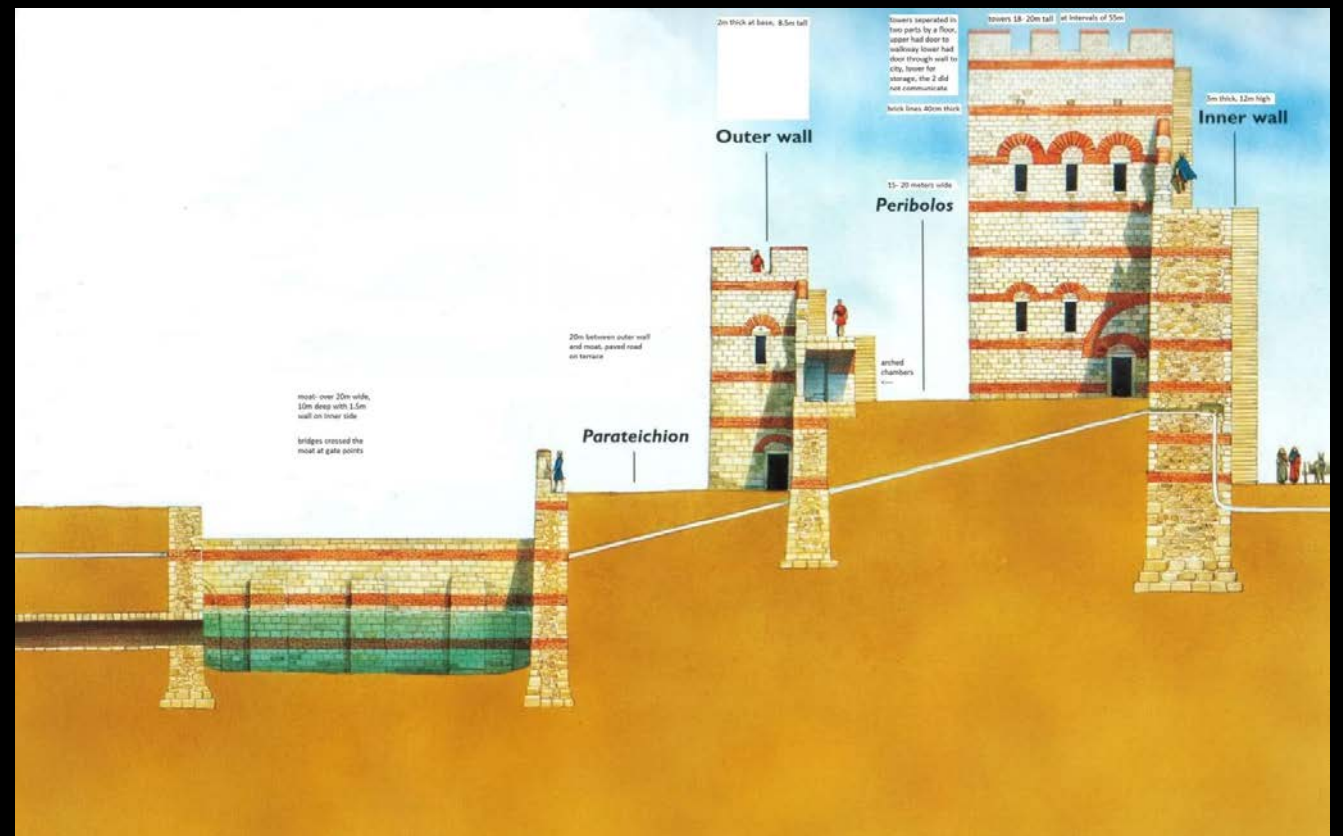 2m thick at base, 8.5m tall
Outer wall
towers seperated in
two parts by a floor,
upper had door to
walkway lower had
door through wall to
city, lower for
storage, the 2 did
not communicate
brick lines 40cm thick
towers 18- 20m tall
at intervals of 55m
5m thick, 12m high
Inner wall
15- 20 meters wide
Peribolos
20m between outer wall
and moat, paved road
on terrace
arched
chambers
<---
moat- over 20m wide,
10m deep with 1.5m
wall on inner side
bridges crossed the
moat at gate points
Parateichion